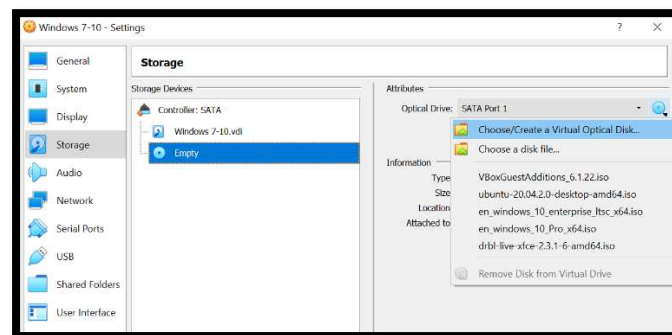 Windows 7-10 - Settings
?
General
System
Display
Storage
Audio
Network
Serial Ports
USB
Shared Folders
User Interface
Storage
Storage Devices
Controller: SATA
Windows 7-10.vdi
Empty
Attributes
Optical Drive: SATA Port 1
Choose/Create a Virtual Optical Disk...
Choose a disk file...
VBoxGuestAdditions_6.1.22.iso
ubuntu-20.04.2.0-desktop-amd64.iso
en_windows_10_enterprise_ltsc_x64.iso
en_windows_10_Pro_x64.iso
drbl-live-xfce-2.3.1-6-amd64.iso
Remove Disk from Virtual Drive
Information
Type
Size
Location
Attached to